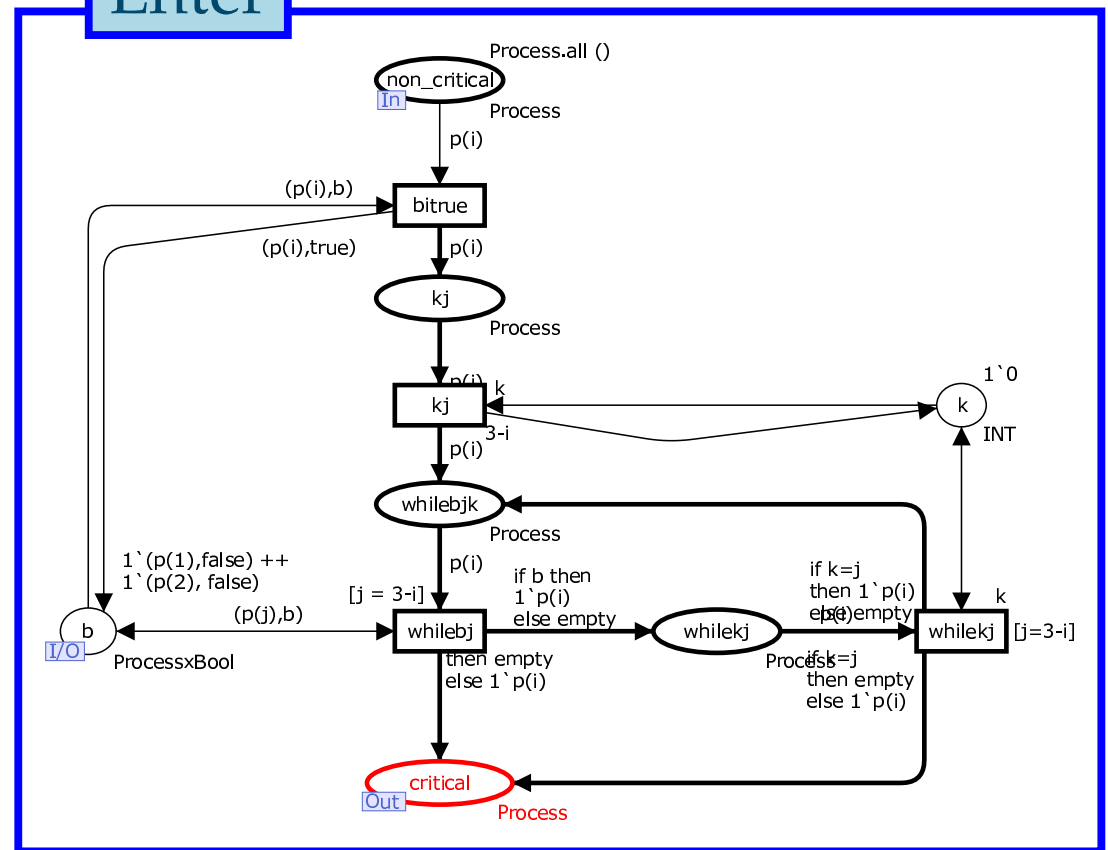 Enter
Process.all ()
non_critical
In
Process
p(i)
(p(i),b)
bitrue
(p(i),true)
p(i)
kj
Process
p(i)
k
1`0
kj
k
3-i
INT
p(i)
whilebjk
Process
1`(p(1),false) ++
1`(p(2), false)
p(i)
if b then
1`p(i)
else empty
if k=j
then 1`p(i)
else empty
[j = 3-i]
k
(p(j),b)
p(i)
b
whilebj
whilekj
whilekj
[j=3-i]
I/O
ProcessxBool
then empty
else 1`p(i)
Process
if k=j
then empty
else 1`p(i)
critical
Out
Process